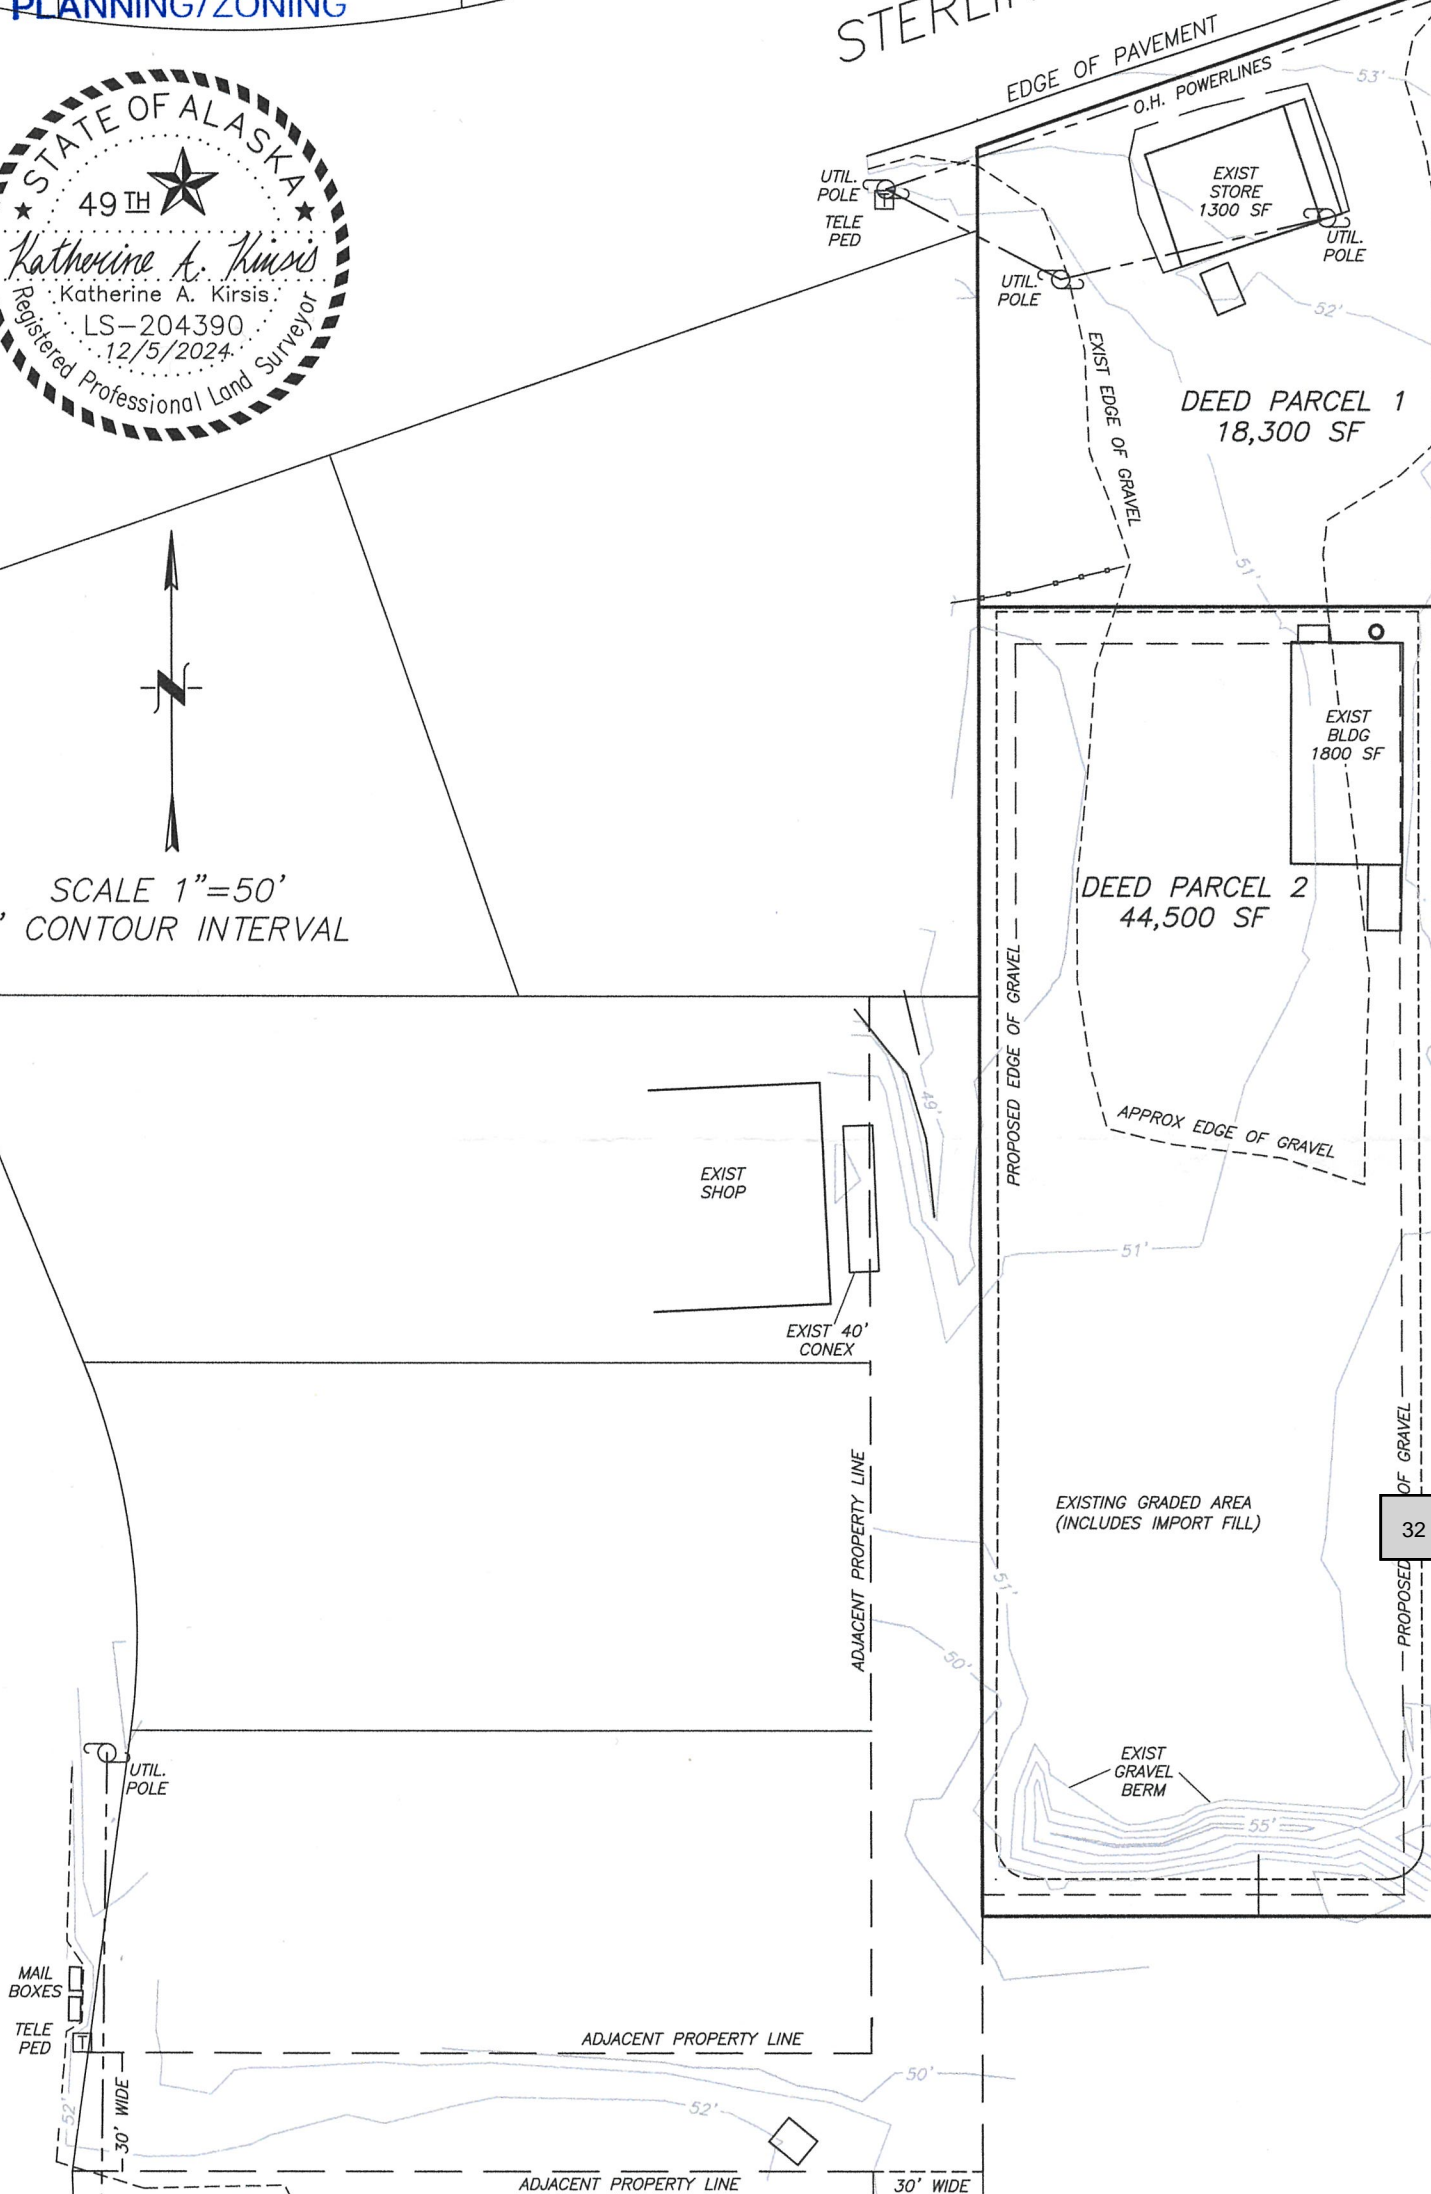 PLANNING/ZONING
EDGE OF PAVEMENT
O.H. POWERLINES
53'
STATE OF ALASKA
49 TH
Katherine A. Kirsis
Katherine A. Kirsis
LS-204390
12/5/2024
Registered Professional Land Surveyor
UTIL.
POLE
TELE
PED
T
EXIST
STORE
1300 SF
UTIL.
POLE
UTIL.
POLE
52'
EXIST EDGE OF GRAVEL
DEED PARCEL 1
18,300 SF
51'
N
SCALE 1"=50'
' CONTOUR INTERVAL
EXIST
BLDG
1800 SF
DEED PARCEL 2
44,500 SF
PROPOSED EDGE OF GRAVEL
49'
APPROX EDGE OF GRAVEL
EXIST
SHOP
51'
EXIST 40'
CONEX
ADJACENT PROPERTY LINE
EXISTING GRADED AREA
(INCLUDES IMPORT FILL)
PROPOSED OF GRAVEL
32
51'
50'
EXIST
GRAVEL
BERM
55'
UTIL.
POLE
MAIL
BOXES
TELE
PED
T
ADJACENT PROPERTY LINE
50'
52'
30' WIDE
52'
ADJACENT PROPERTY LINE
30' WIDE